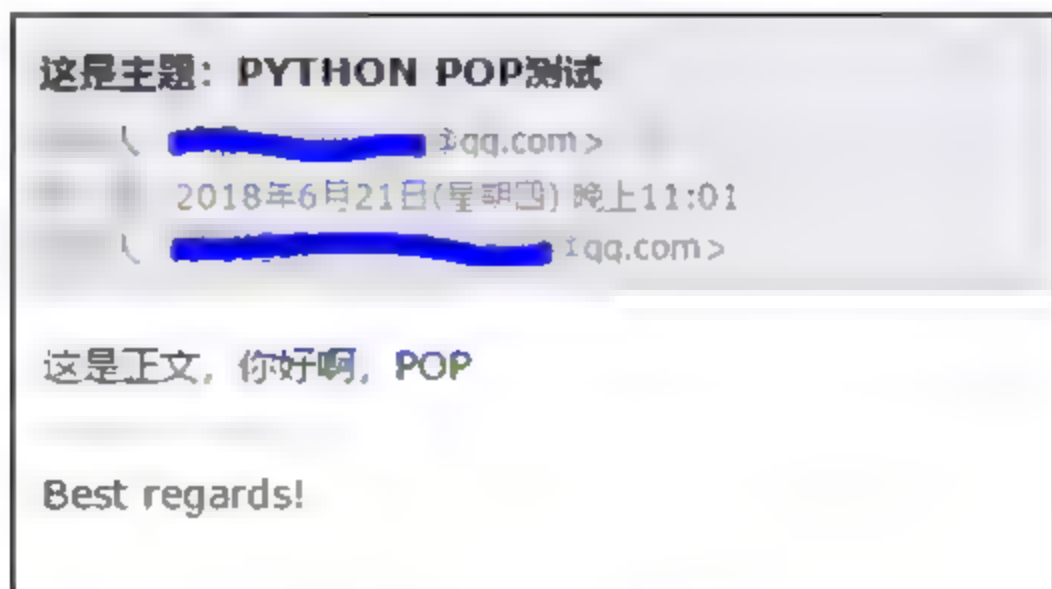 这是主题：PYTHON POP测试
qq.com>
2018年6月21日(星期四) 晚上11:01
qq.com>
这是正文，你好啊，POP
Best regards!